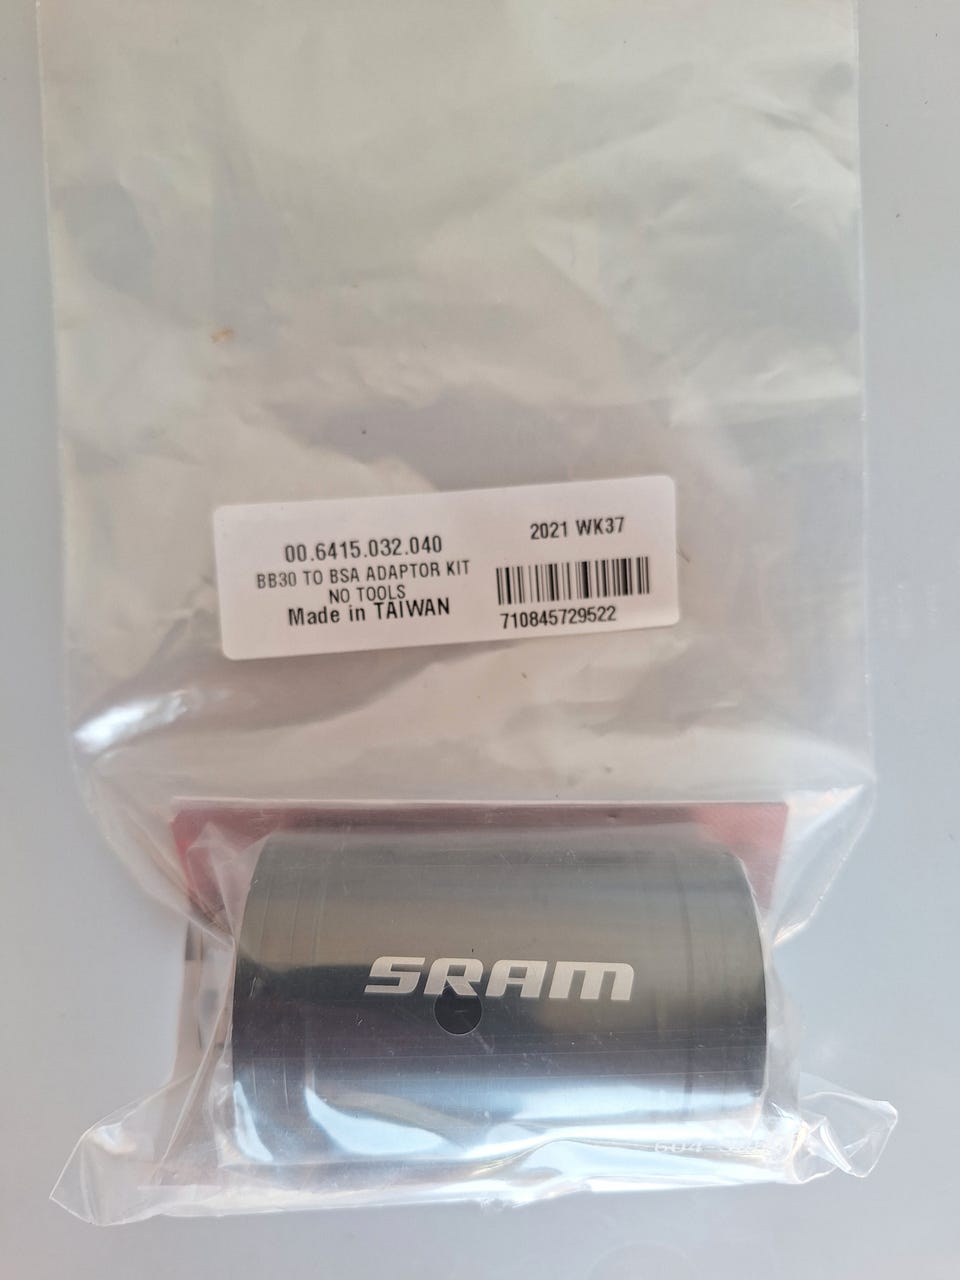 00.6415.032.040
BB30 TO BSA ADAPTOR KIT
NO TOOLS
Made in TAIWAN
2021 WK37
710845729522
SRAM